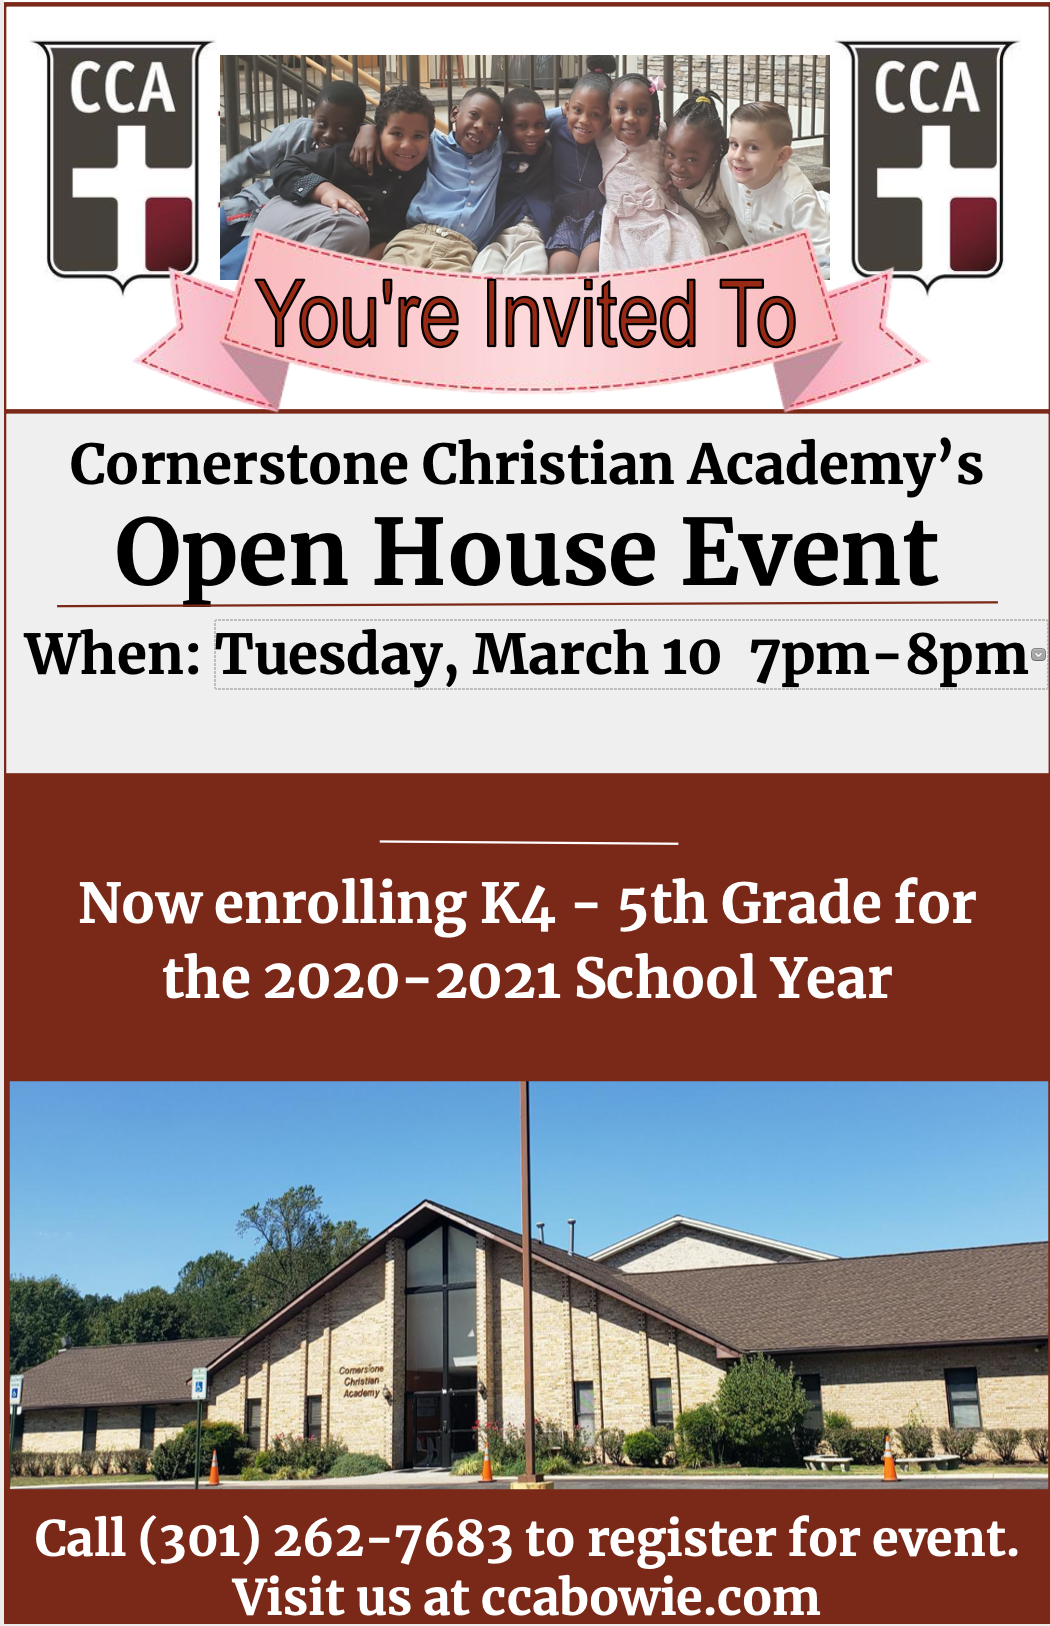 CCA
CCA
You're Invited To
Cornerstone Christian Academy’s
Open House Event
When: Tuesday, March 10 7pm-8pm
Now enrolling K4 - 5th Grade for
the 2020-2021 School Year
Cornerstone
Christian
Academy
Call (301) 262-7683 to register for event.
Visit us at ccabowie.com